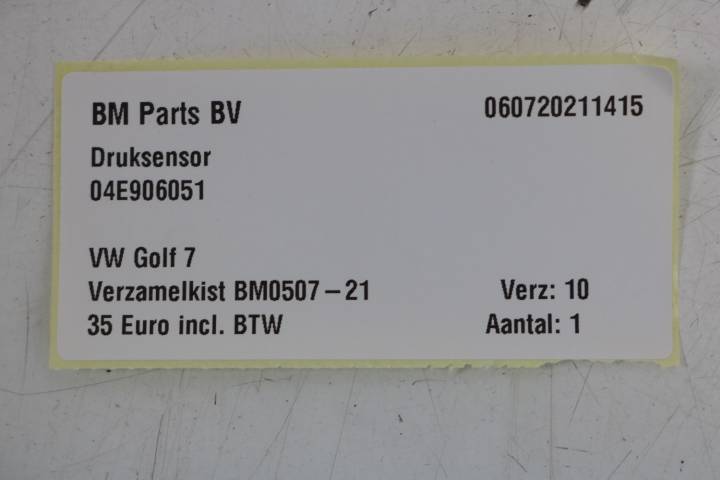 BM Parts BV 060720211415
Druksensor
04E906051
VW Golf 7
Verzamelkist BM0507-21 Verz: 10
35 Euro incl. BTW Aantal: 1